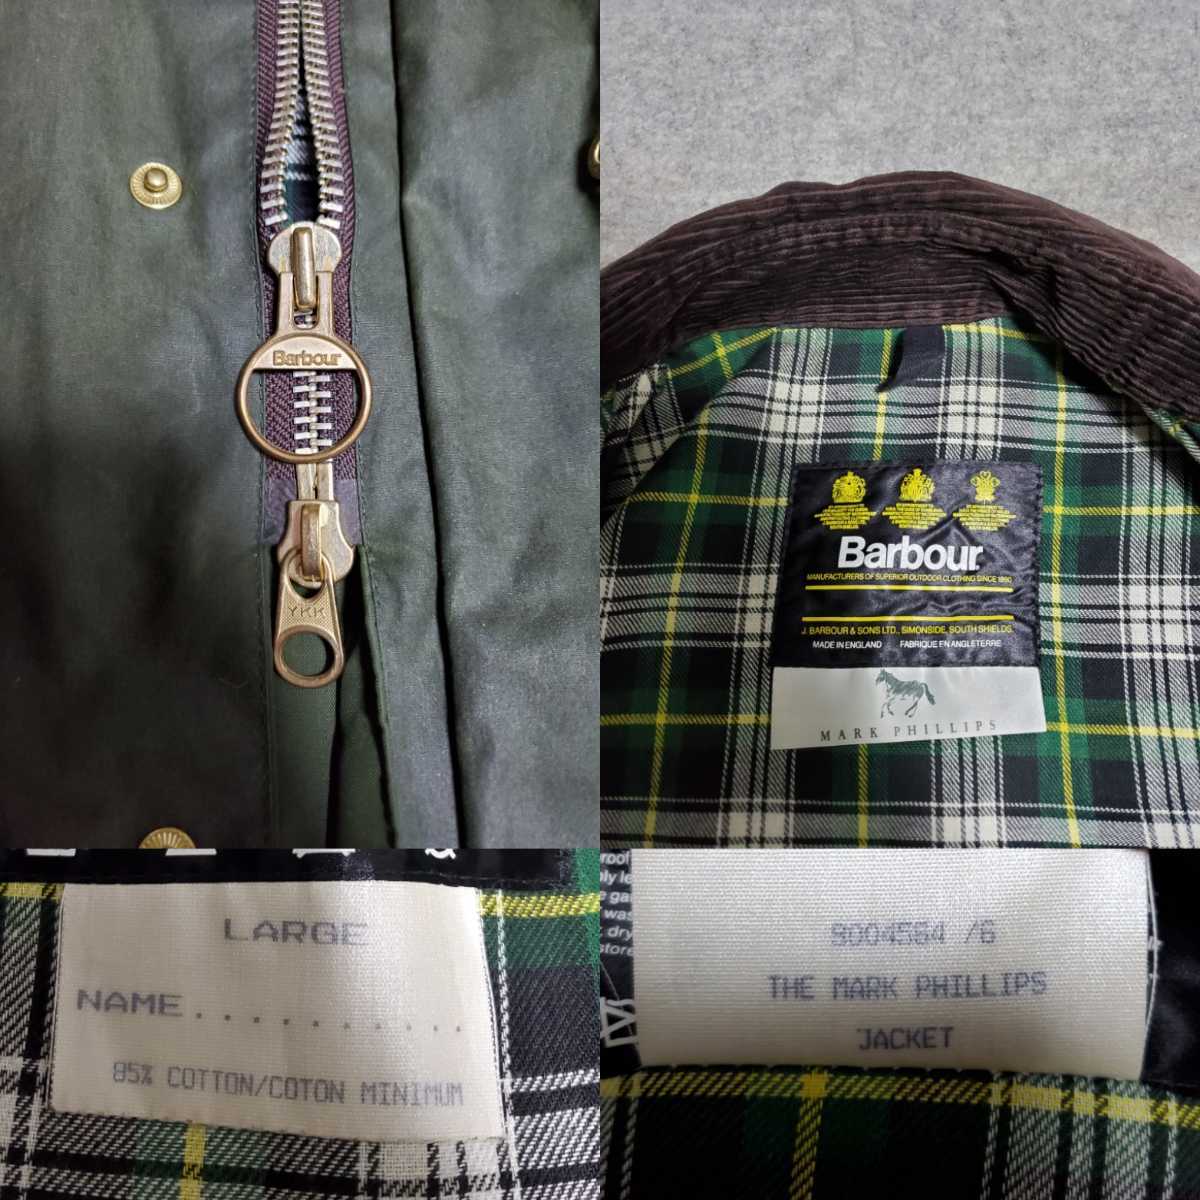 Barbour
YKK
Barbour
MANUFACTURERS OF SUPERIOR OUTDOOR CLOTHING SINCE 1890
J. BARBOUR & SONS LTD., SIMONSIDE, SOUTH SHIELDS.
MADE IN ENGLAND FABRIQUE EN ANGLETERRE
MARK PHILLIPS
LARGE
NAME...........
85% COTTON/COTON MINIMUM
9004584 /6
THE MARK PHILLIPS
JACKET